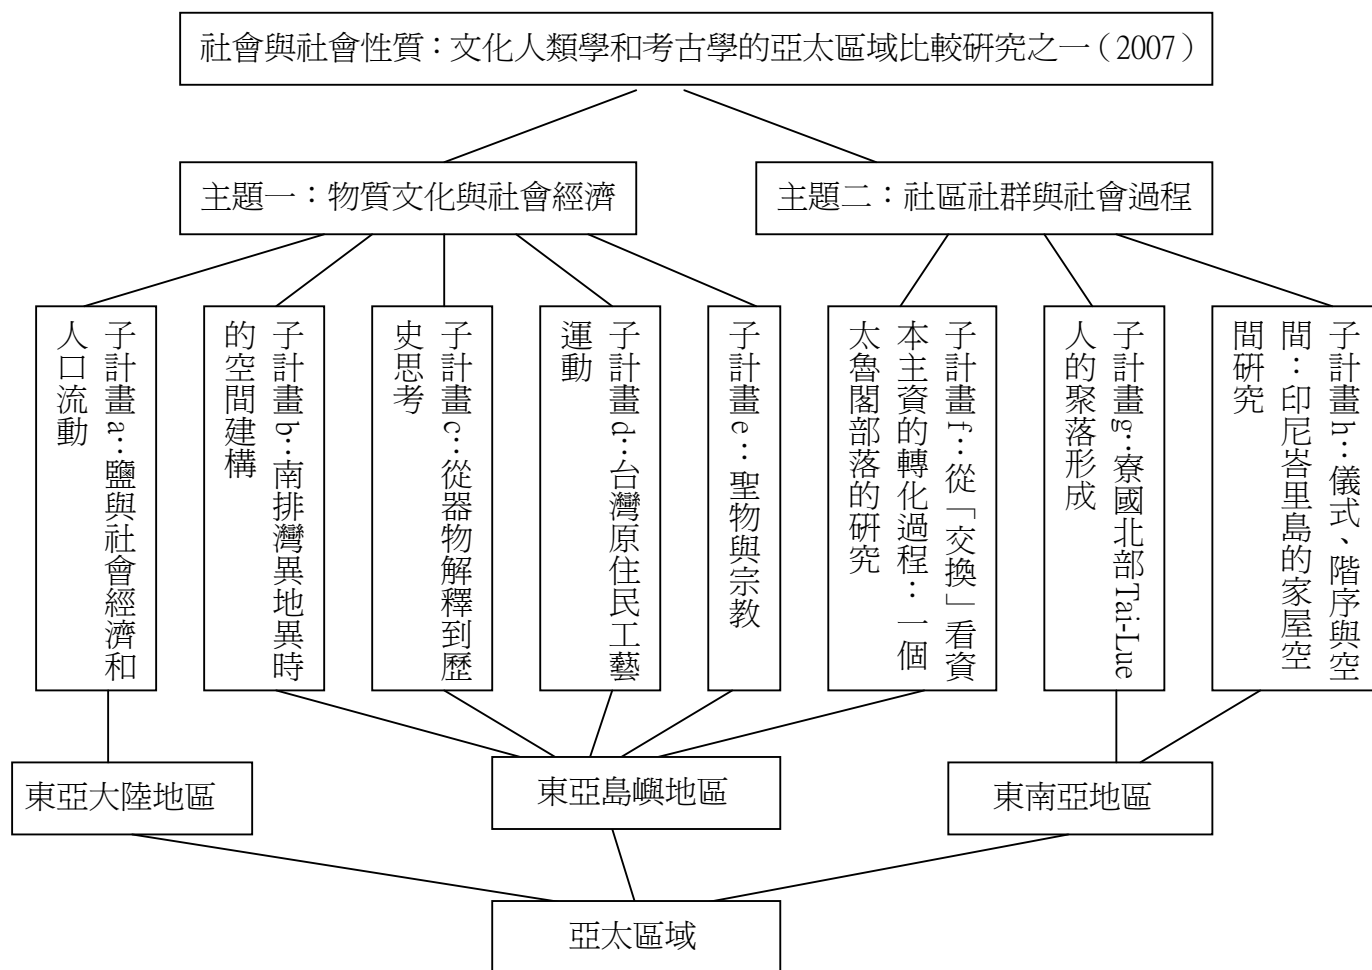 社會與社會性質：文化人類學和考古學的亞太區域比較研究之一（2007）
主題一：物質文化與社會經濟
主題二：社區社群與社會過程
子計畫a：鹽與社會經濟和
人口流動
子計畫b：南排灣異地異時
的空間建構
子計畫c：從器物解釋到歷
史思考
子計畫d：台灣原住民工藝
運動
子計畫e：聖物與宗教
子計畫f：從「交換」看資
本主資的轉化過程：一個
太魯閣部落的研究
子計畫g：寮國北部Tai-Lue
人的聚落形成
子計畫h：儀式、階序與空
間：印尼峇里島的家屋空
間研究
東亞大陸地區
東亞島嶼地區
東南亞地區
亞太區域